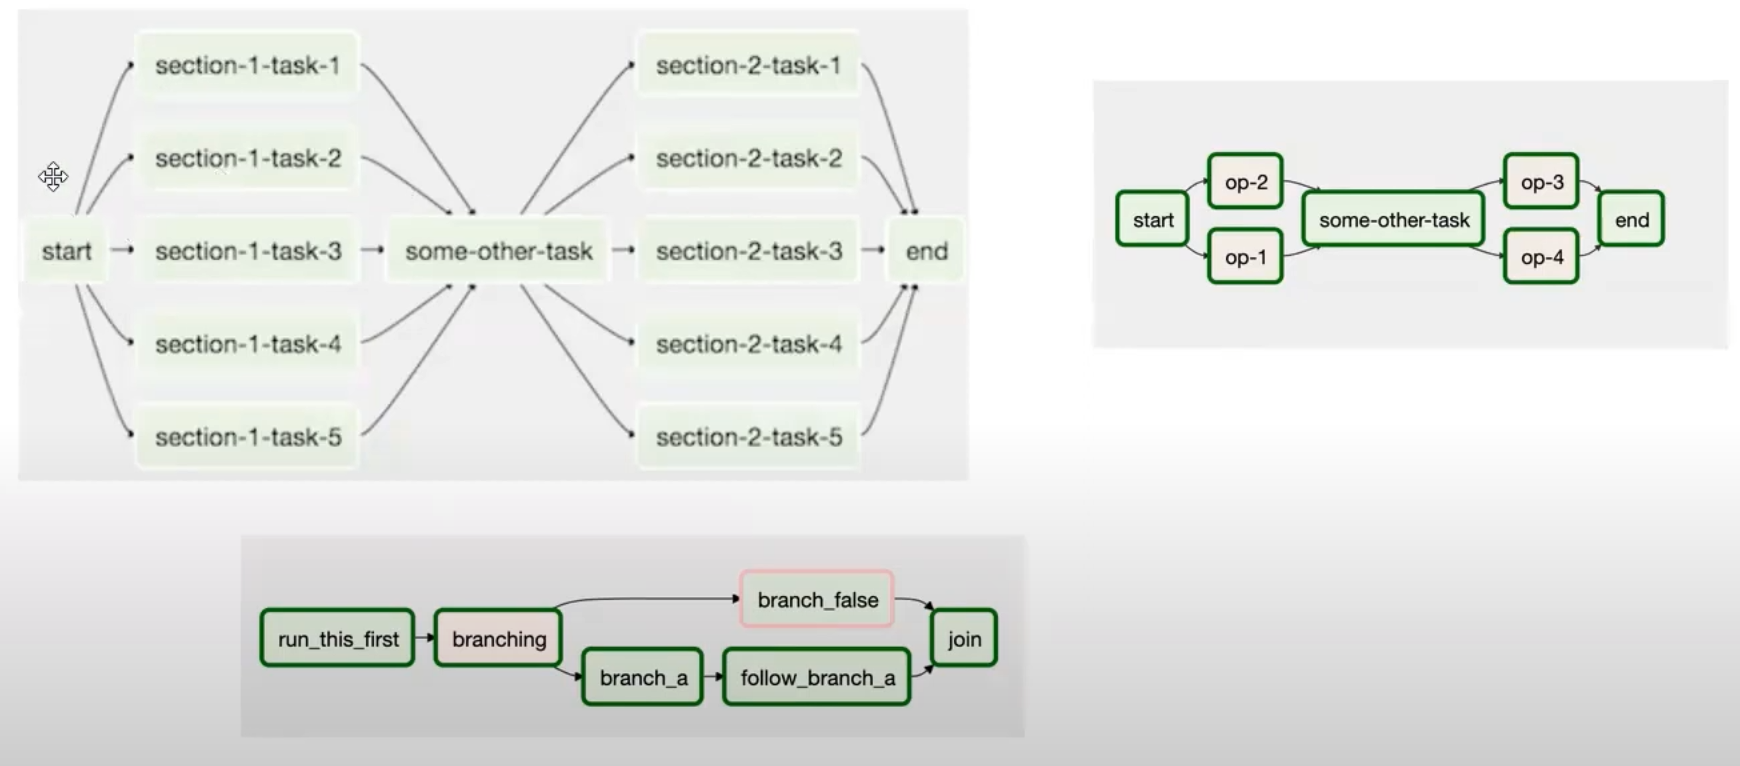 section-1-task-1
section-1-task-2
start
section-1-task-3
section-1-task-4
section-1-task-5
some-other-task
section-2-task-1
section-2-task-2
section-2-task-3
section-2-task-4
section-2-task-5
end
start
op-2
op-1
some-other-task
op-3
op-4
end
run_this_first
branching
branch_false
branch_a
follow_branch_a
join